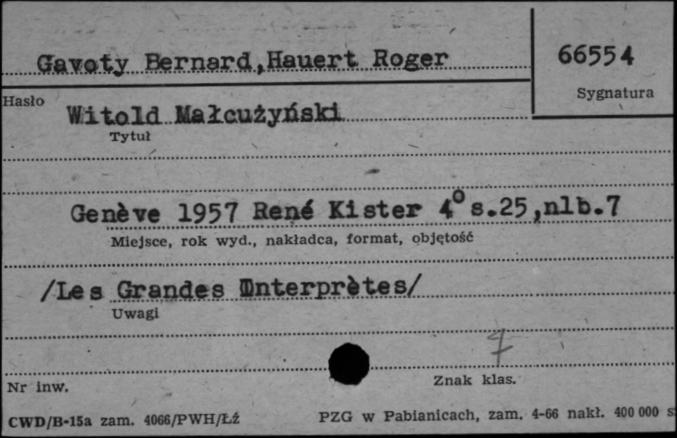 Gavoty Bernard,Hauert Roger
66554
Hasło
Sygnatura
Witold Małcużyński
Tytuł
Genève 1957 René Kister 4° s.25,nlb.7
Miejsce, rok wyd., nakładca, format, objętość
/Les Grandes Interprètes/
Uwagi
Nr inw.
Znak klas.
CWD/B-15a zam. 4066/PWH/Łż
PZG w Pabianicach, zam. 4-66 nakł. 400 000 s